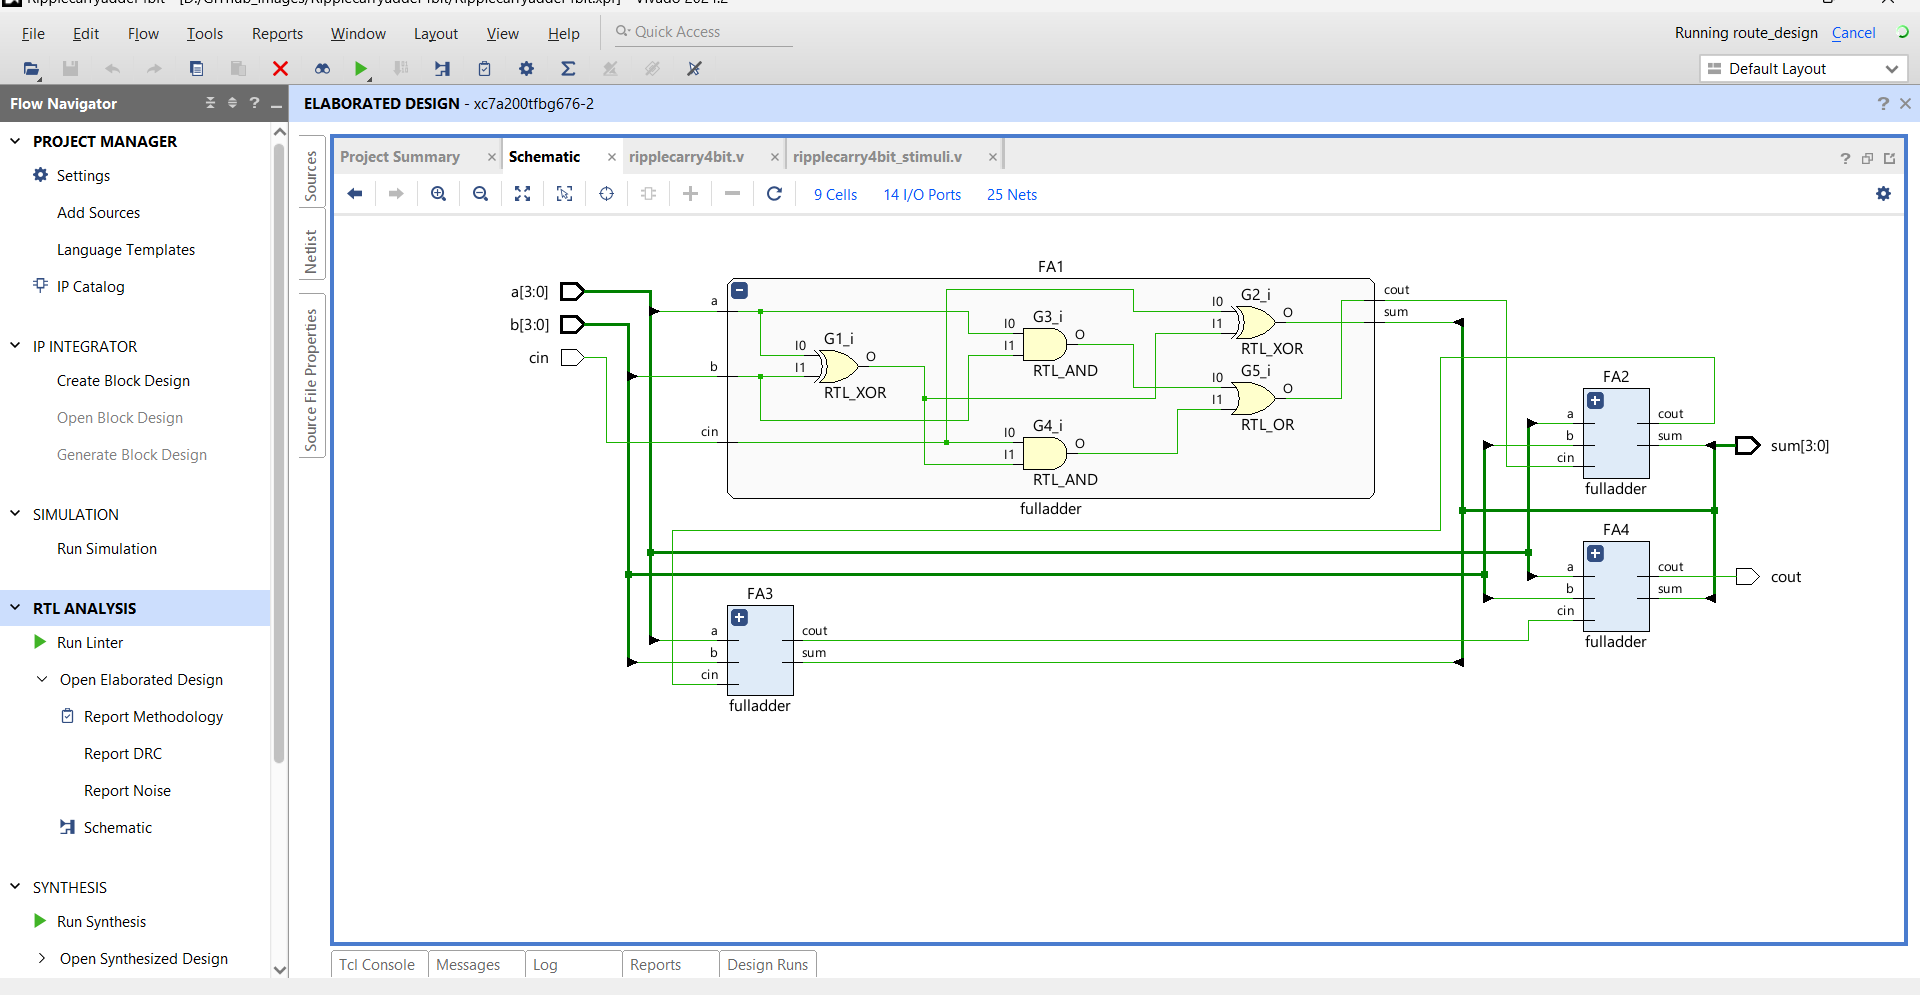 File Edit Flow Tools Reports Window Layout View Help Quick Access Running route_design Cancel
Default Layout
Flow Navigator ? ELABORATED DESIGN - xc7a200tfbg676-2 ?
PROJECT MANAGER
Settings
Add Sources
Language Templates
IP Catalog
IP INTEGRATOR
Create Block Design
Open Block Design
Generate Block Design
SIMULATION
Run Simulation
RTL ANALYSIS
Run Linter
Open Elaborated Design
Report Methodology
Report DRC
Report Noise
Schematic
SYNTHESIS
Run Synthesis
Open Synthesized Design
Sources
Netlist
Source File Properties
Project Summary Schematic ripplecarry4bit.v ripplecarry4bit_stimuli.v ?
9 Cells 14 I/O Ports 25 Nets
a[3:0]
b[3:0]
cin
FA1
a
b
cin
G1_i
I0
I1
O
RTL_XOR
G3_i
I0
I1
O
RTL_AND
G4_i
I0
I1
O
RTL_AND
G2_i
I0
I1
O
RTL_XOR
G5_i
I0
I1
O
RTL_OR
cout
sum
fulladder
FA2
a
b
cin
cout
sum
fulladder
sum[3:0]
FA4
a
b
cin
cout
sum
fulladder
cout
FA3
a
b
cin
cout
sum
fulladder
Tcl Console Messages Log Reports Design Runs